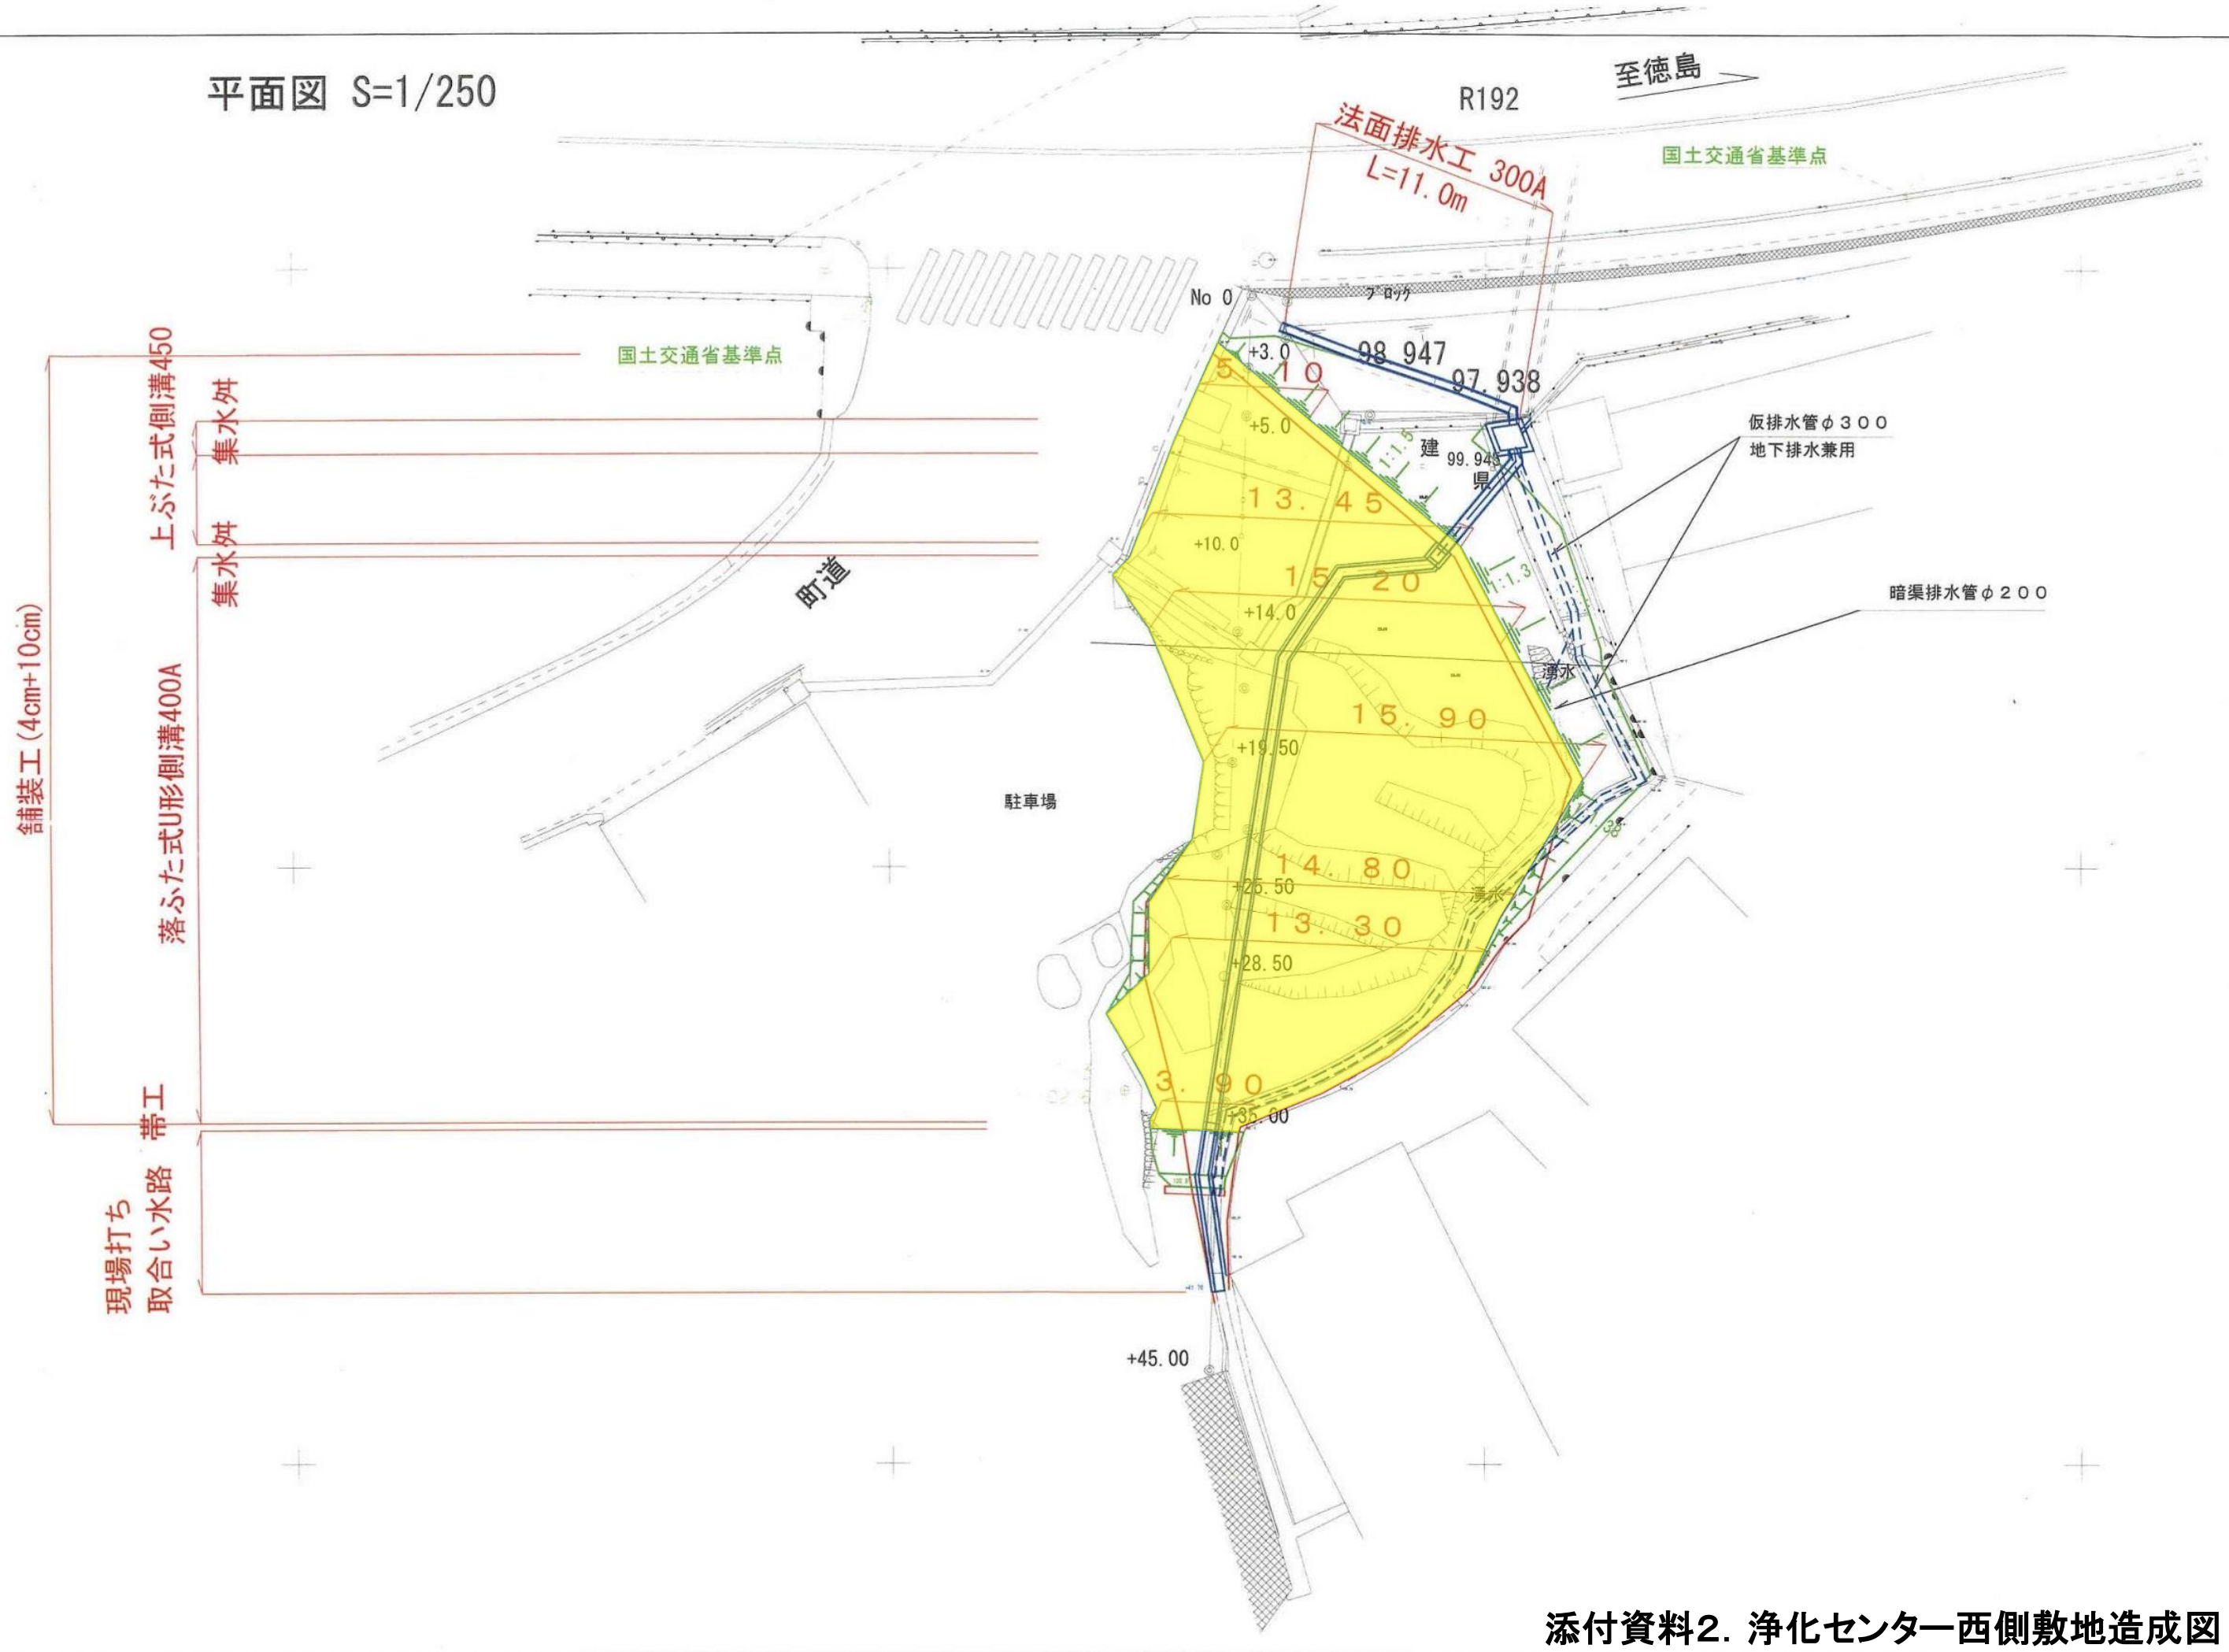 平面図 S=1/250
至徳島
R192
法面排水工 300A
L=11.0m
国土交通省基準点
No 0
ブロック
国土交通省基準点
+3.0
98 947
97.938
5. 10
+5.0
建
県
1:1.5
仮排水管φ300
地下排水兼用
13. 45
+10.0
1:1.3
15 20
+14.0
暗渠排水管φ200
湧水
15. 90
+19.50
町道
駐車場
14. 80
+25.50
湧水
13. 30
+28.50
3. 90
+35.00
+45.00
舗装工(4cm+10cm)
上ぶた式側溝450
集水舛
集水舛
落ふた式U形側溝400A
帯工
現場打ち
取合い水路
添付資料2. 浄化センター西側敷地造成図